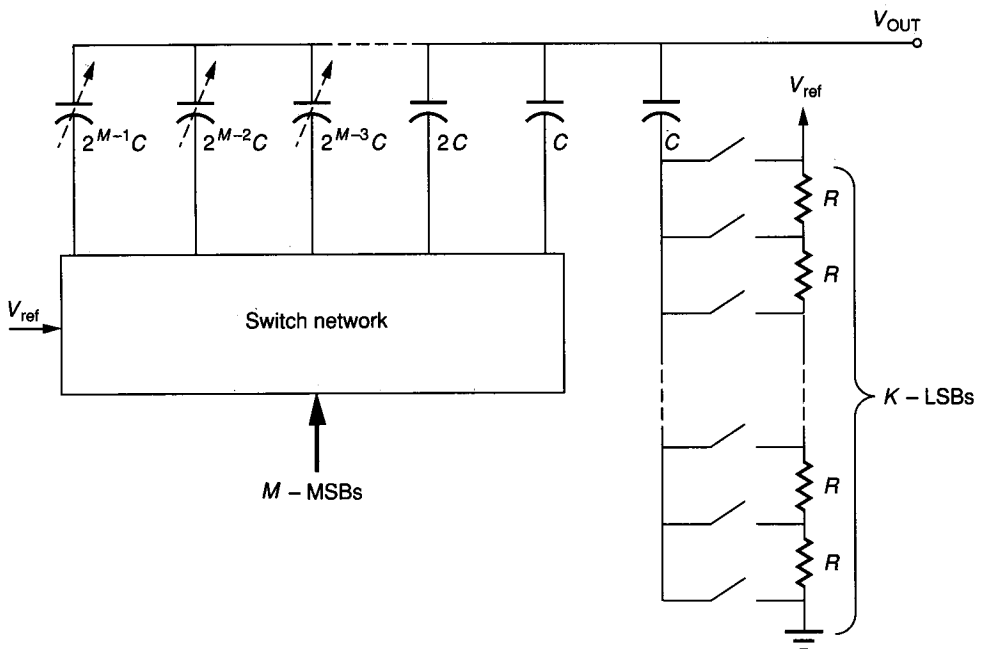 V_OUT
V_ref
2^{M-1}C
2^{M-2}C
2^{M-3}C
2C
C
C
R
R
V_ref
Switch network
K – LSBs
M – MSBs
R
R